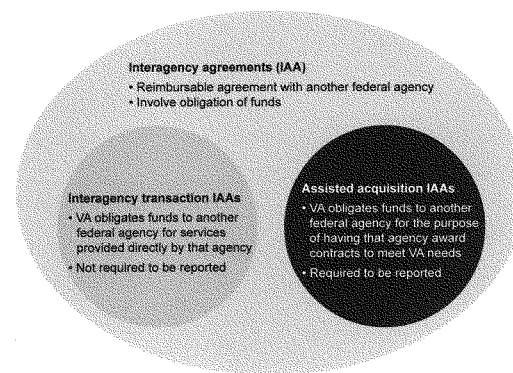 Interagency agreements (IAA)
• Reimbursable agreement with another federal agency
• Involve obligation of funds
Interagency transaction IAAs
• VA obligates funds to another
federal agency for services
provided directly by that agency
• Not required to be reported
Assisted acquisition IAAs
• VA obligates funds to another
federal agency for the purpose
of having that agency award
contracts to meet VA needs
• Required to be reported